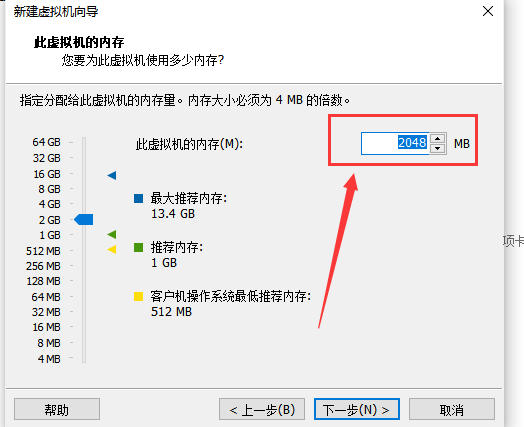 新建虚拟机向导
此虚拟机的内存
您要为此虚拟机使用多少内存?
指定分配给此虚拟机的内存量。内存大小必须为 4 MB 的倍数。
64 GB
32 GB
16 GB
8 GB
4 GB
2 GB
1 GB
512 MB
256 MB
128 MB
64 MB
32 MB
16 MB
8 MB
4 MB
此虚拟机的内存(M):
2048
MB
最大推荐内存:
13.4 GB
推荐内存:
1 GB
客户机操作系统最低推荐内存:
512 MB
项卡
帮助
< 上一步(B)
下一步(N) >
取消